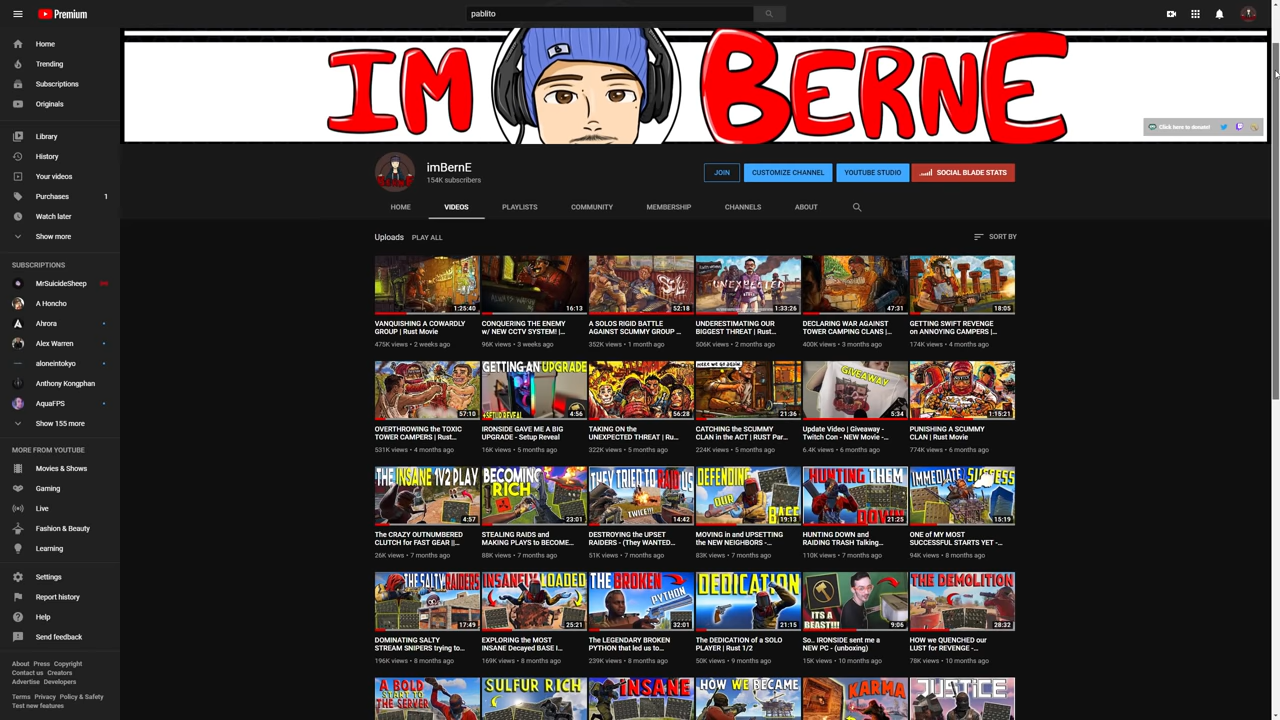 Premium
pablito
IM BERNE
Click here to donate!
Home
Trending
Subscriptions
Originals
Library
History
Your videos
Purchases 1
Watch later
Show more
SUBSCRIPTIONS
MrSuicideSheep
A Honcho
Ahrora
Alex Warren
aloneintokyo
Anthony Kongphan
AquaFPS
Show 155 more
MORE FROM YOUTUBE
Movies & Shows
Gaming
Live
Fashion & Beauty
Learning
Settings
Report history
Help
Send feedback
About Press Copyright
Contact us Creators
Advertise Developers
Terms Privacy Policy & Safety
Test new features
imBernE
154K subscribers
JOIN CUSTOMIZE CHANNEL YOUTUBE STUDIO SOCIAL BLADE STATS
HOME VIDEOS PLAYLISTS COMMUNITY MEMBERSHIP CHANNELS ABOUT
Uploads PLAY ALL SORT BY
1:25:40
VANQUISHING A COWARDLY
GROUP | Rust Movie
475K views • 2 weeks ago
16:13
CONQUERING THE ENEMY
w/ NEW CCTV SYSTEM! |...
96K views • 3 weeks ago
52:18
A SOLOS RIGID BATTLE
AGAINST SCUMMY GROUP ...
352K views • 1 month ago
UNEXPECTED
1:33:26
UNDERESTIMATING OUR
BIGGEST THREAT | Rust...
506K views • 2 months ago
47:31
DECLARING WAR AGAINST
TOWER CAMPING CLANS |...
400K views • 3 months ago
18:05
GETTING SWIFT REVENGE
on ANNOYING CAMPERS |...
174K views • 4 months ago
57:10
OVERTHROWING the TOXIC
TOWER CAMPERS | Rust...
531K views • 4 months ago
GETTING AN UPGRADE
+SETUP REVEAL
4:56
IRONSIDE GAVE ME A BIG
UPGRADE - Setup Reveal
16K views • 5 months ago
56:28
TAKING ON the
UNEXPECTED THREAT | Ru...
322K views • 5 months ago
HERE WE GO AGAIN
21:36
CATCHING the SCUMMY
CLAN in the ACT | RUST Par...
224K views • 5 months ago
GIVEAWAY
5:34
Update Video | Giveaway -
Twitch Con - NEW Movie -...
6.4K views • 6 months ago
1:15:21
PUNISHING A SCUMMY
CLAN | Rust Movie
774K views • 6 months ago
THE INSANE 1V2 PLAY
4:57
The CRAZY OUTNUMBERED
CLUTCH for FAST GEAR ||...
26K views • 7 months ago
BECOMING
RICH
23:01
STEALING RAIDS and
MAKING PLAYS to BECOME...
88K views • 7 months ago
THEY TRIED TO RAID US
TWICE!!!
14:42
DESTROYING the UPSET
RAIDERS - (They WANTED...
51K views • 7 months ago
DEFENDING
OUR
BASE
19:13
MOVING in and UPSETTING
the NEW NEIGHBORS -...
83K views • 7 months ago
HUNTING THEM
DOWN
21:25
HUNTING DOWN and
RAIDING TRASH Talking...
110K views • 7 months ago
IMMEDIATE SUCCESS
15:19
ONE of MY MOST
SUCCESSFUL STARTS YET -...
94K views • 8 months ago
THE SALTY RAIDERS
17:49
DOMINATING SALTY
STREAM SNIPERS trying to...
196K views • 8 months ago
INSANELY LOADED
25:21
EXPLORING the MOST
INSANE Decayed BASE I...
169K views • 8 months ago
THE BROKEN
PYTHON
32:01
The LEGENDARY BROKEN
PYTHON that led us to...
239K views • 8 months ago
DEDICATION
21:15
The DEDICATION of a SOLO
PLAYER | Rust 1/2
50K views • 9 months ago
ITS A
BEAST!!!
9:06
So.. IRONSIDE sent me a
NEW PC - (unboxing)
15K views • 10 months ago
THE DEMOLITION
28:32
HOW we QUENCHED our
LUST for REVENGE -...
78K views • 10 months ago
A BOLD
START TO
THE SERVER
SULFUR RICH
INSANE
HOW WE BECAME
KARMA
JUSTICE